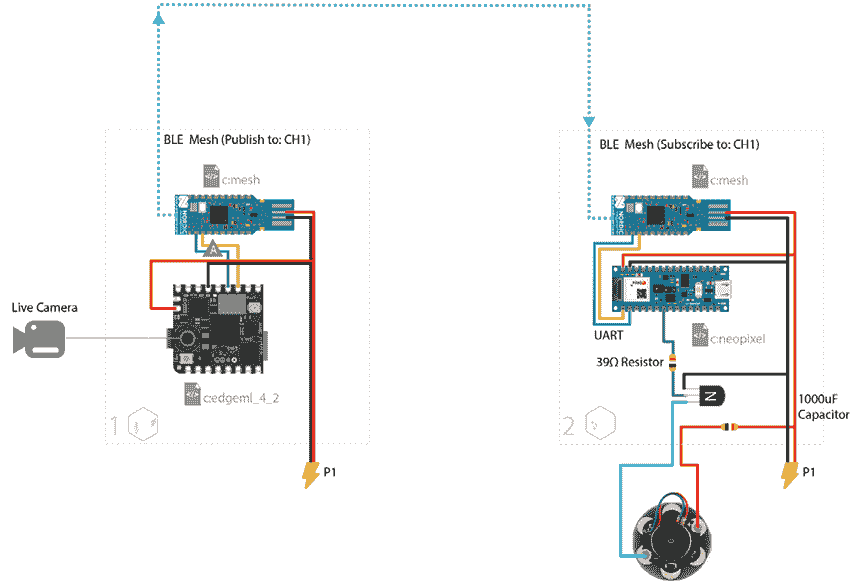 BLE Mesh (Publish to: CH1)
BLE Mesh (Subscribe to: CH1)
c:mesh
c:mesh
Live Camera
UART
c:neopixel
39Ω Resistor
c:edgeml_4_2
1000uF
Capacitor
1
2
N
P1
P1